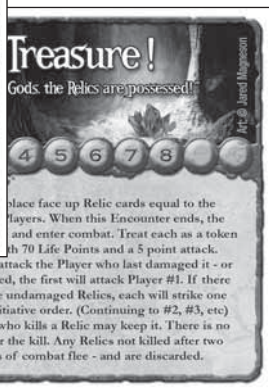 Treasure!
Gods, the Relics are possessed!
Art: © Jared Magneson
4 5 6 7 8
place face up Relic cards equal to the
Players. When this Encounter ends, the
and enter combat. Treat each as a token
th 70 Life Points and a 5 point attack.
attack the Player who last damaged it - or
ed, the first will attack Player #1. If there
e undamaged Relics, each will strike one
itiative order. (Continuing to #2, #3, etc)
who kills a Relic may keep it. There is no
r the kill. Any Relics not killed after two
s of combat flee - and are discarded.